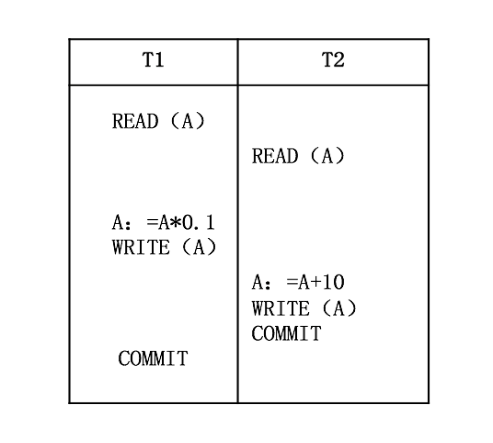 T1 T2
READ（A）
READ（A）
A：=A*0.1
WRITE（A）
A：=A+10
WRITE（A）
COMMIT
COMMIT